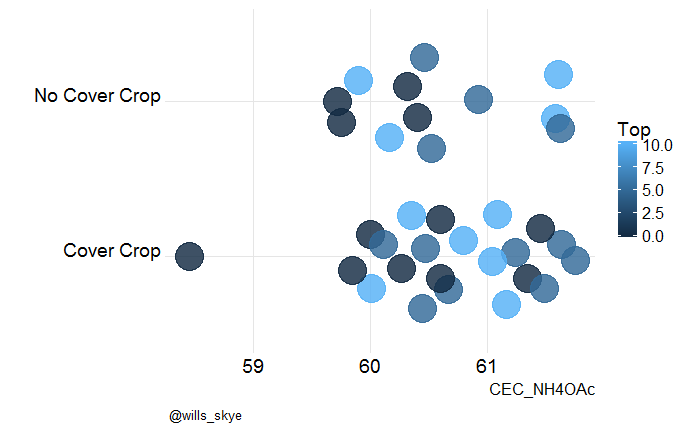 No Cover Crop
Cover Crop
59 60 61
CEC_NH4OAc
Top
10.0
7.5
5.0
2.5
0.0
@wills_skye